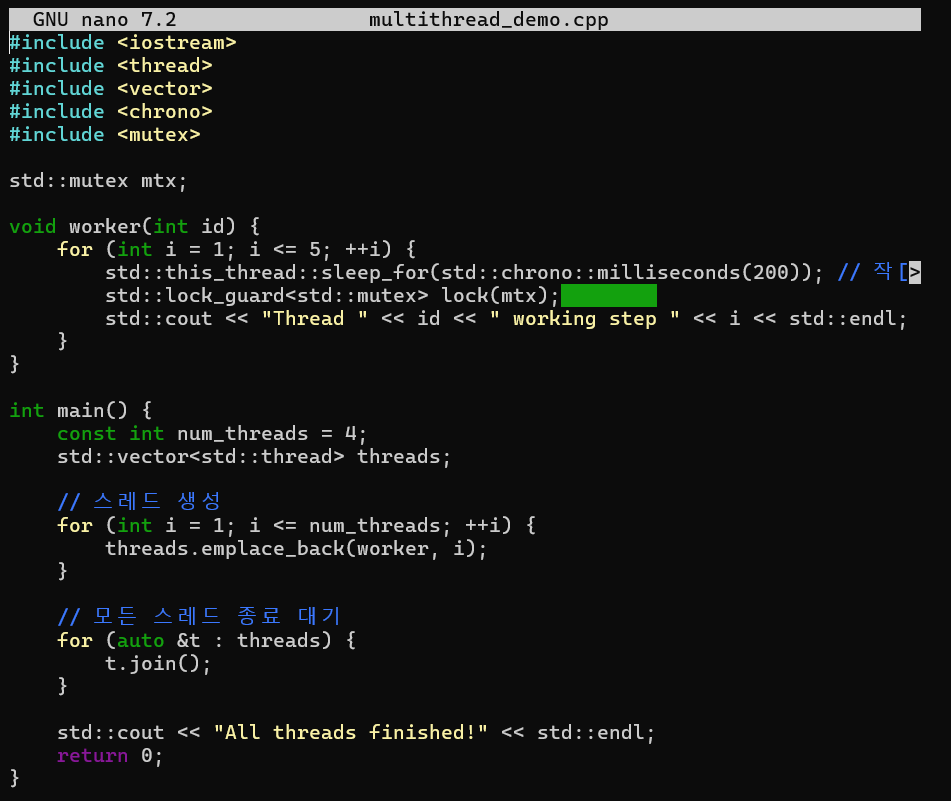 GNU nano 7.2 multithread_demo.cpp
#include <iostream>
#include <thread>
#include <vector>
#include <chrono>
#include <mutex>
std::mutex mtx;
void worker(int id) {
    for (int i = 1; i <= 5; ++i) {
        std::this_thread::sleep_for(std::chrono::milliseconds(200)); // 작[>
        std::lock_guard<std::mutex> lock(mtx);
        std::cout << "Thread " << id << " working step " << i << std::endl;
    }
}
int main() {
    const int num_threads = 4;
    std::vector<std::thread> threads;
    // 스레드 생성
    for (int i = 1; i <= num_threads; ++i) {
        threads.emplace_back(worker, i);
    }
    // 모든 스레드 종료 대기
    for (auto &t : threads) {
        t.join();
    }
    std::cout << "All threads finished!" << std::endl;
    return 0;
}